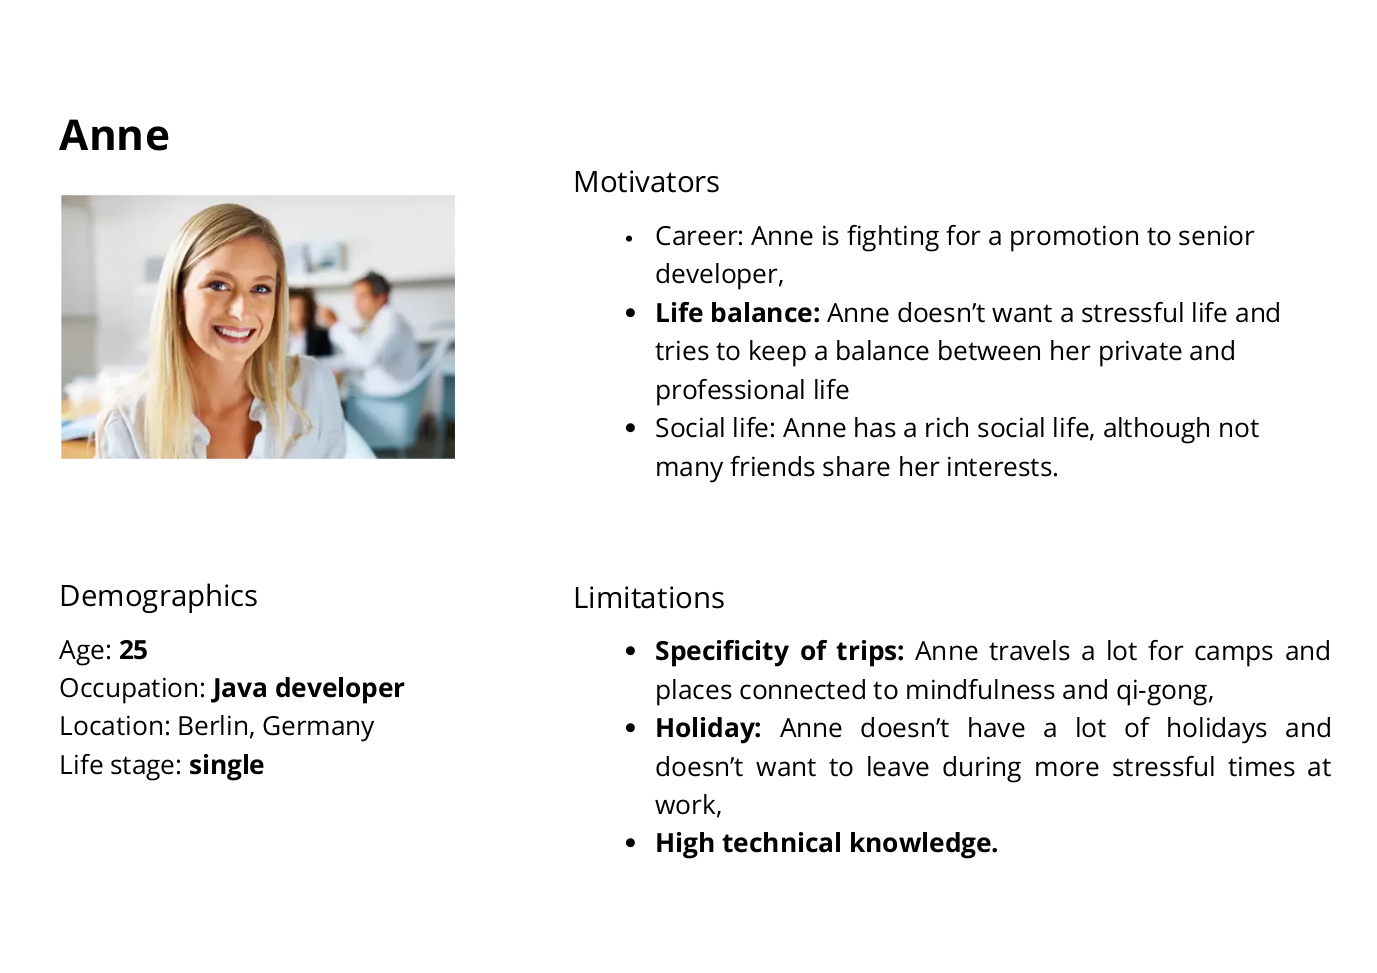 Anne
Motivators
• Career: Anne is fighting for a promotion to senior
developer,
• Life balance: Anne doesn’t want a stressful life and
tries to keep a balance between her private and
professional life
• Social life: Anne has a rich social life, although not
many friends share her interests.
Demographics
Age: 25
Occupation: Java developer
Location: Berlin, Germany
Life stage: single
Limitations
• Specificity of trips: Anne travels a lot for camps and
places connected to mindfulness and qi-gong,
• Holiday: Anne doesn’t have a lot of holidays and
doesn’t want to leave during more stressful times at
work,
• High technical knowledge.